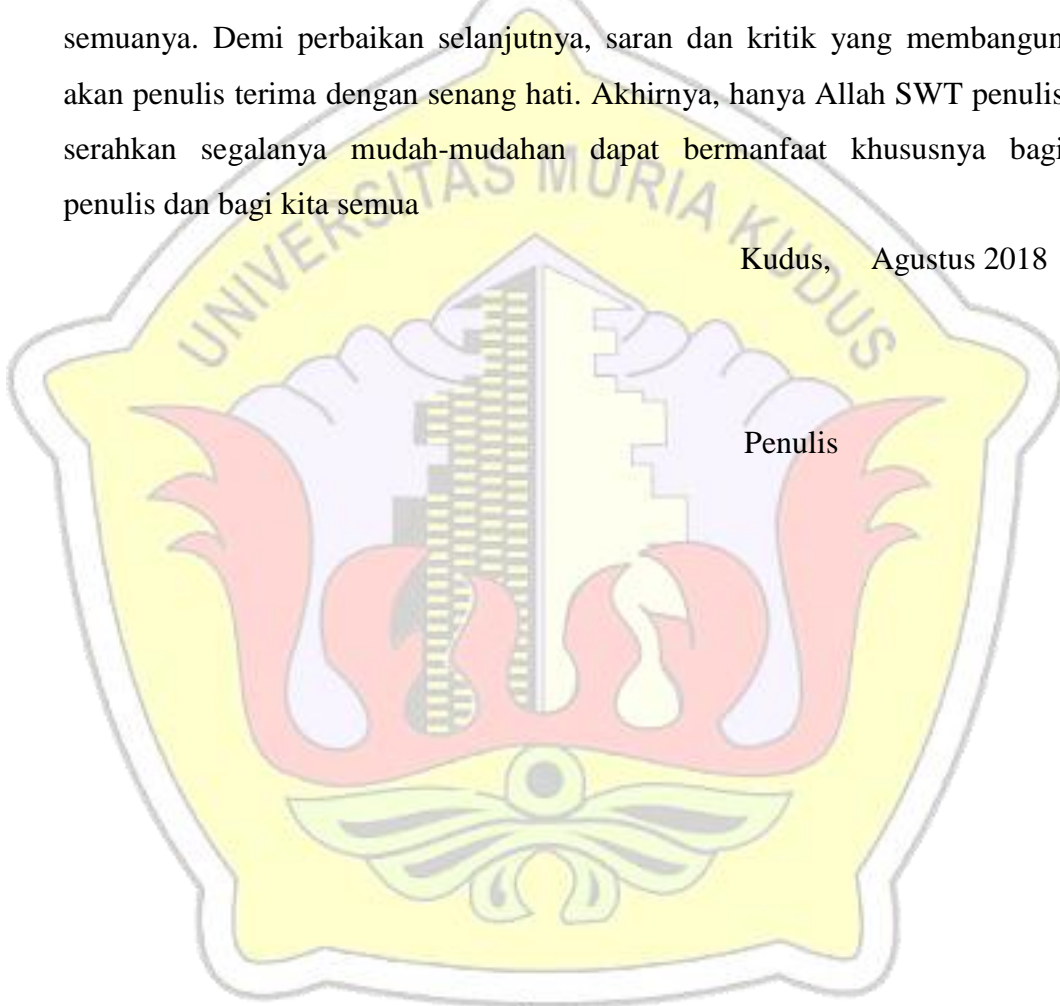 semuanya. Demi perbaikan selanjutnya, saran dan kritik yang membangun
akan penulis terima dengan senang hati. Akhirnya, hanya Allah SWT penulis
serahkan segalanya mudah-mudahan dapat bermanfaat khususnya bagi
penulis dan bagi kita semua
UNIVERSITAS MURIA KUDUS
Kudus, Agustus 2018
Penulis